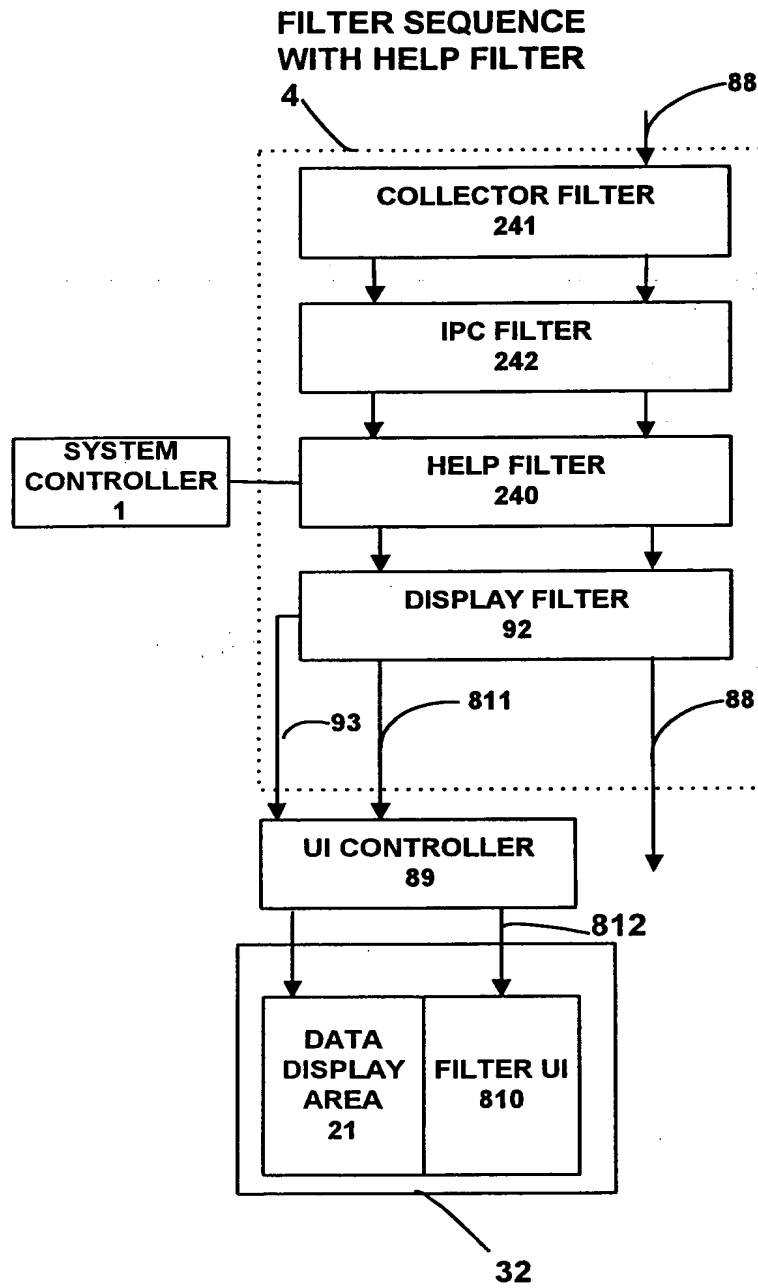 FILTER SEQUENCE
WITH HELP FILTER
4
88
COLLECTOR FILTER
241
IPC FILTER
242
SYSTEM
CONTROLLER
1
HELP FILTER
240
DISPLAY FILTER
92
93
811
88
UI CONTROLLER
89
812
DATA
DISPLAY
AREA
21
FILTER UI
810
32